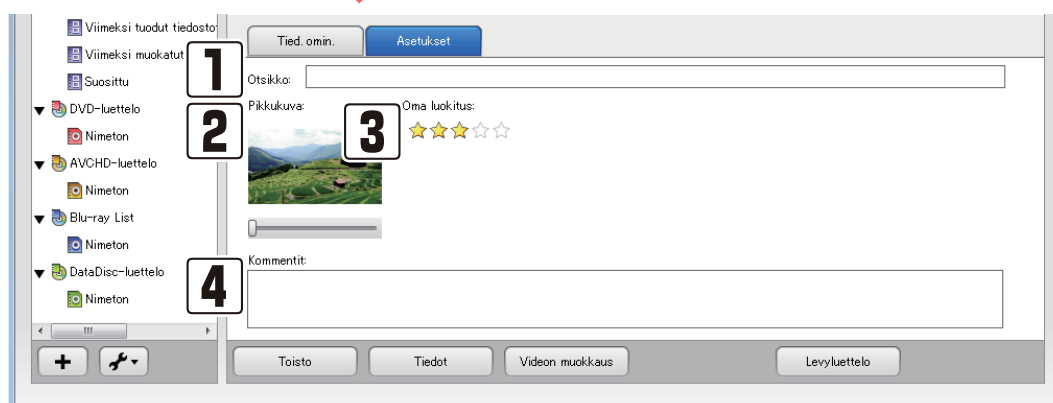 Viimeksi tuodut tiedosto
Viimeksi muokatut
Suosittu
DVD-luettelo
Nimeton
AVCHD-luettelo
Nimeton
Blu-ray List
Nimeton
DataDisc-luettelo
Nimeton
Tied. omin.
Asetukset
1
Otsikko:
2
Pikkukuva:
3
Oma luokitus:
4
Kommentit:
Toisto
Tiedot
Videon muokkaus
Levyluettelo